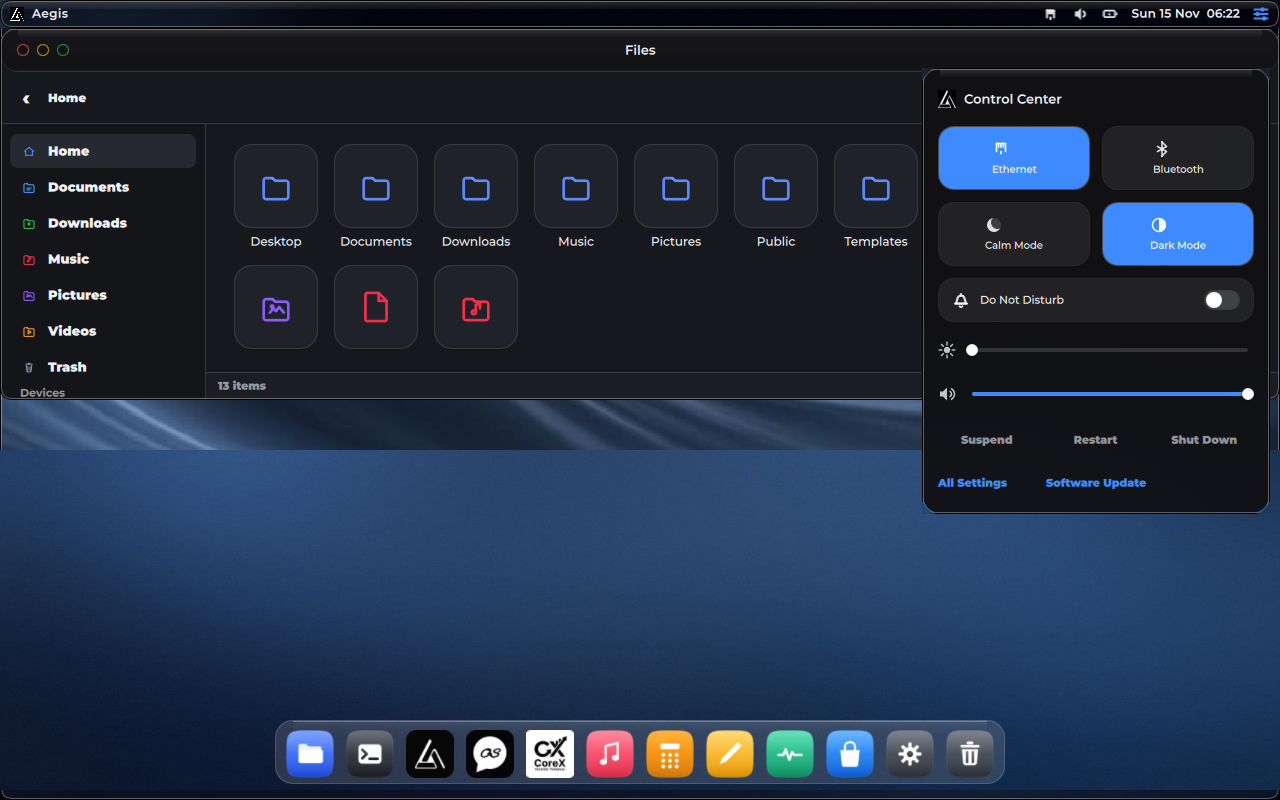 Aegis
Sun 15 Nov 06:22
Files
Home
Control Center
Home
Documents
Downloads
Music
Pictures
Videos
Trash
Devices
Desktop
Documents
Downloads
Music
Pictures
Public
Templates
13 items
Ethernet
Bluetooth
Calm Mode
Dark Mode
Do Not Disturb
Suspend
Restart
Shut Down
All Settings
Software Update
as
CX
CoreX